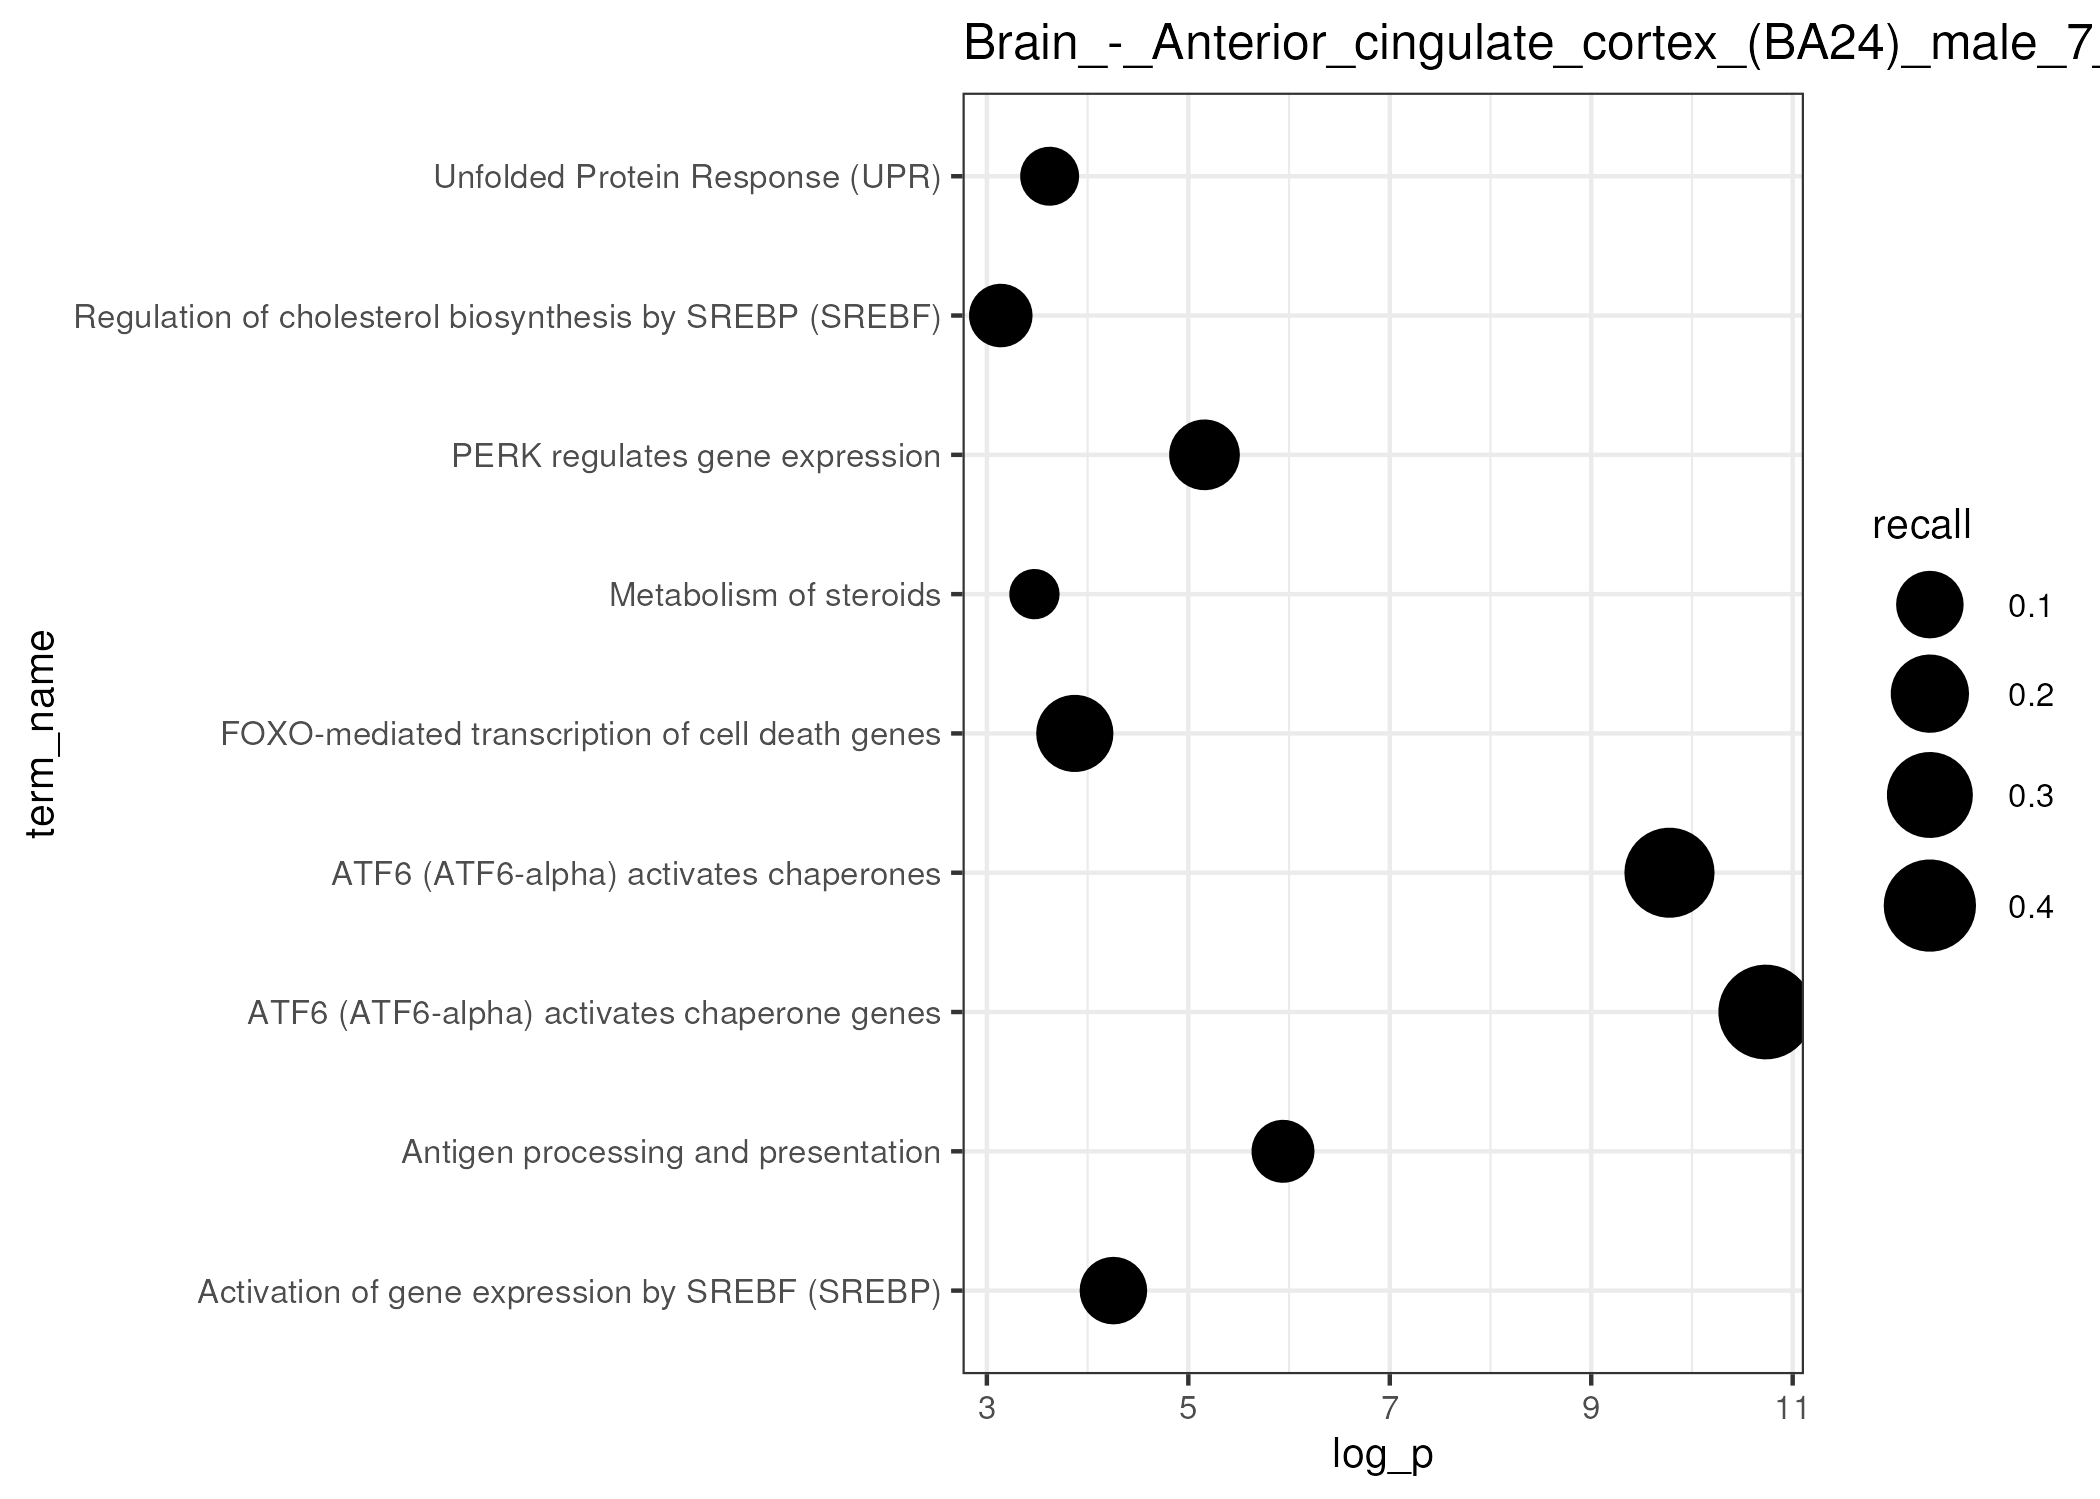 Brain_-_Anterior_cingulate_cortex_(BA24)_male_7_
Unfolded Protein Response (UPR)
Regulation of cholesterol biosynthesis by SREBP (SREBF)
PERK regulates gene expression
Metabolism of steroids
FOXO-mediated transcription of cell death genes
ATF6 (ATF6-alpha) activates chaperones
ATF6 (ATF6-alpha) activates chaperone genes
Antigen processing and presentation
Activation of gene expression by SREBF (SREBP)
term_name
3 5 7 9 11
log_p
recall
0.1
0.2
0.3
0.4